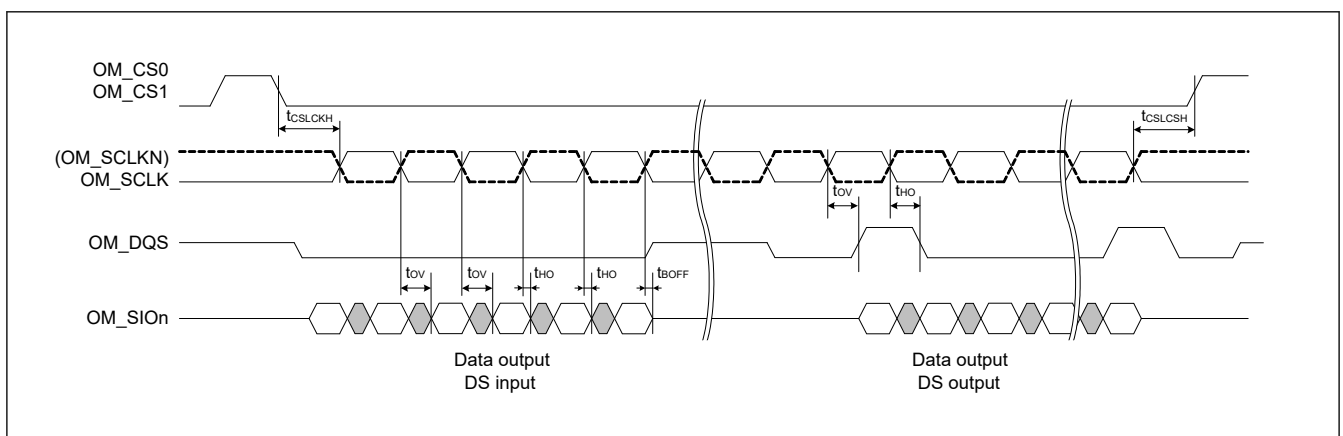 OM_CS0
OM_CS1
tCSLCKH
tCSLCSH
(OM_SCLKN)
OM_SCLK
tOV
tHO
OM_DQS
tOV
tOV
tHO
tHO
tBOFF
OM_SIOn
Data output
DS input
Data output
DS output